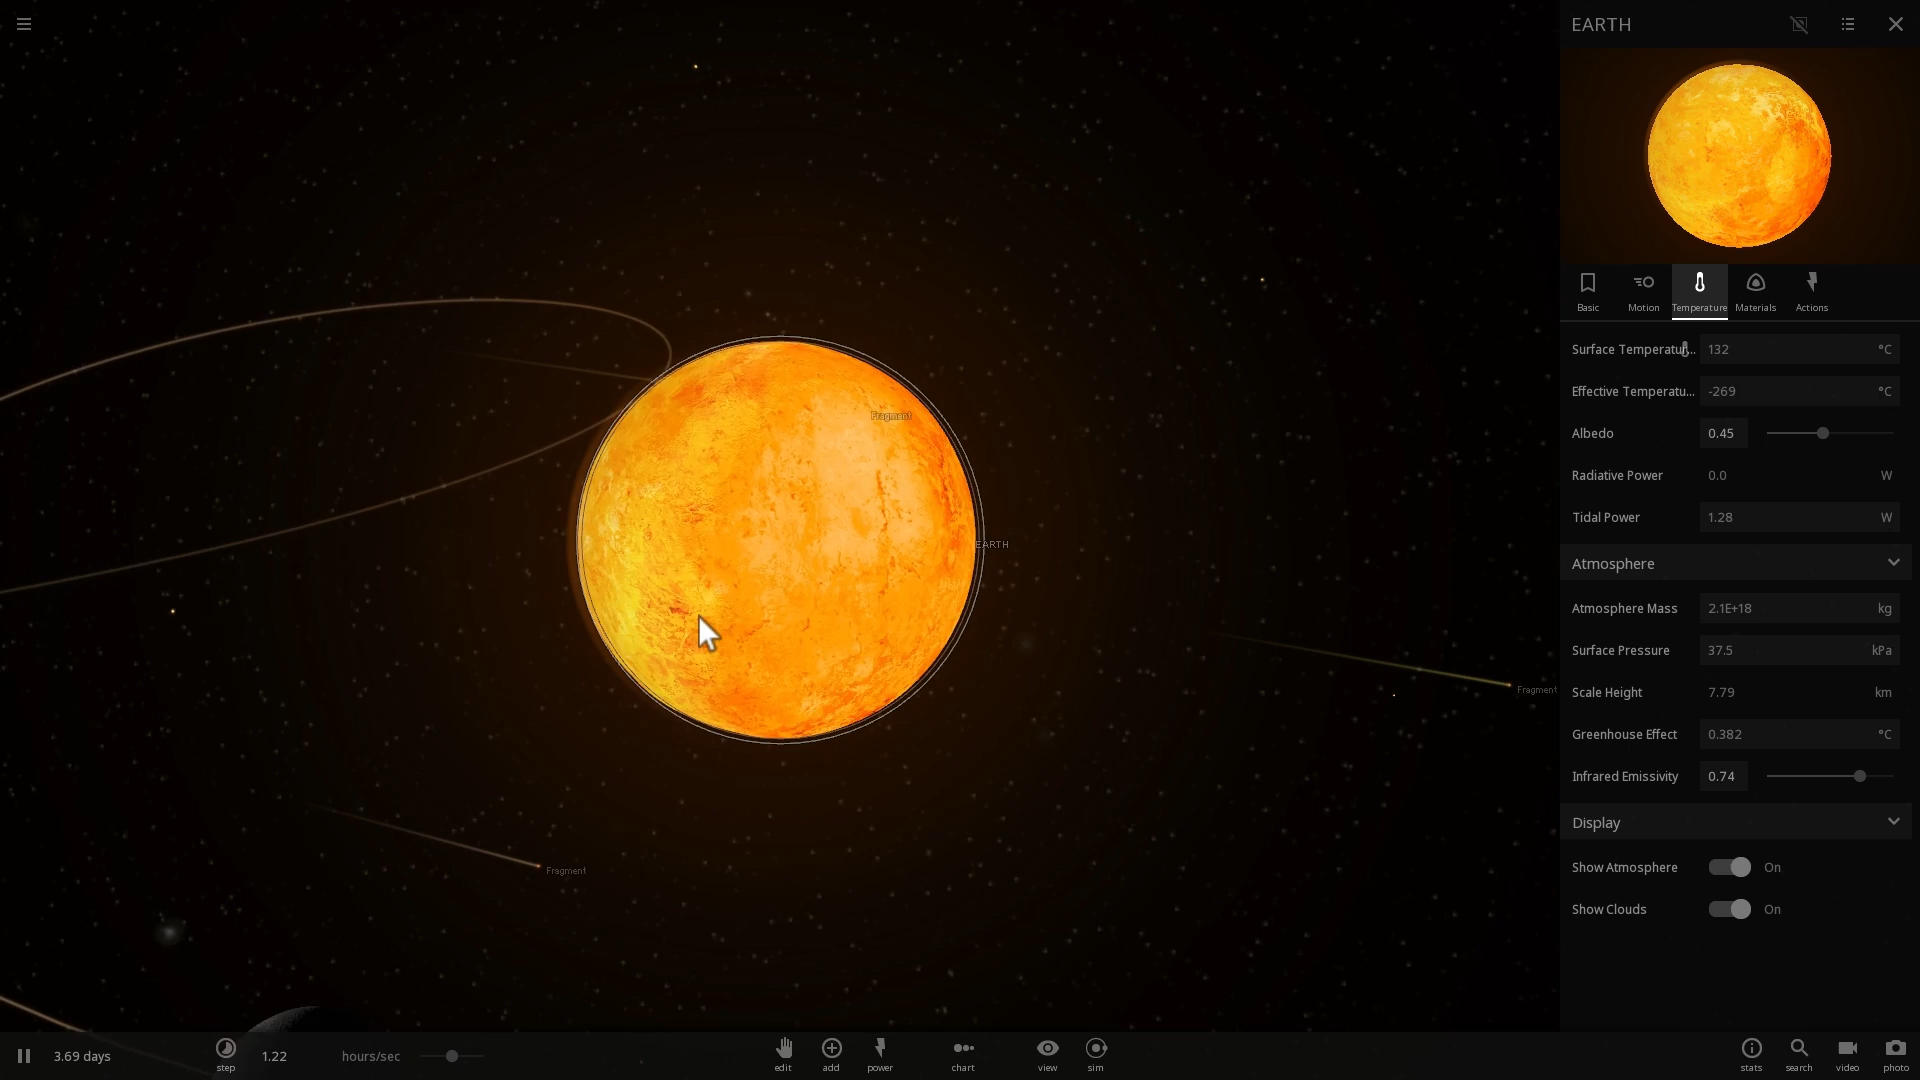 EARTH
Basic
Motion
Temperature
Materials
Actions
Surface Temperatur... 132 °C
Effective Temperatu... -269 °C
Albedo 0.45
Radiative Power 0.0 W
Tidal Power 1.28 W
Atmosphere
Atmosphere Mass 2.1E+18 kg
Surface Pressure 37.5 kPa
Scale Height 7.79 km
Greenhouse Effect 0.382 °C
Infrared Emissivity 0.74
Display
Show Atmosphere On
Show Clouds On
Fragment
EARTH
Fragment
Fragment
3.69 days
step
1.22 hours/sec
edit
add
power
chart
view
sim
stats
search
video
photo